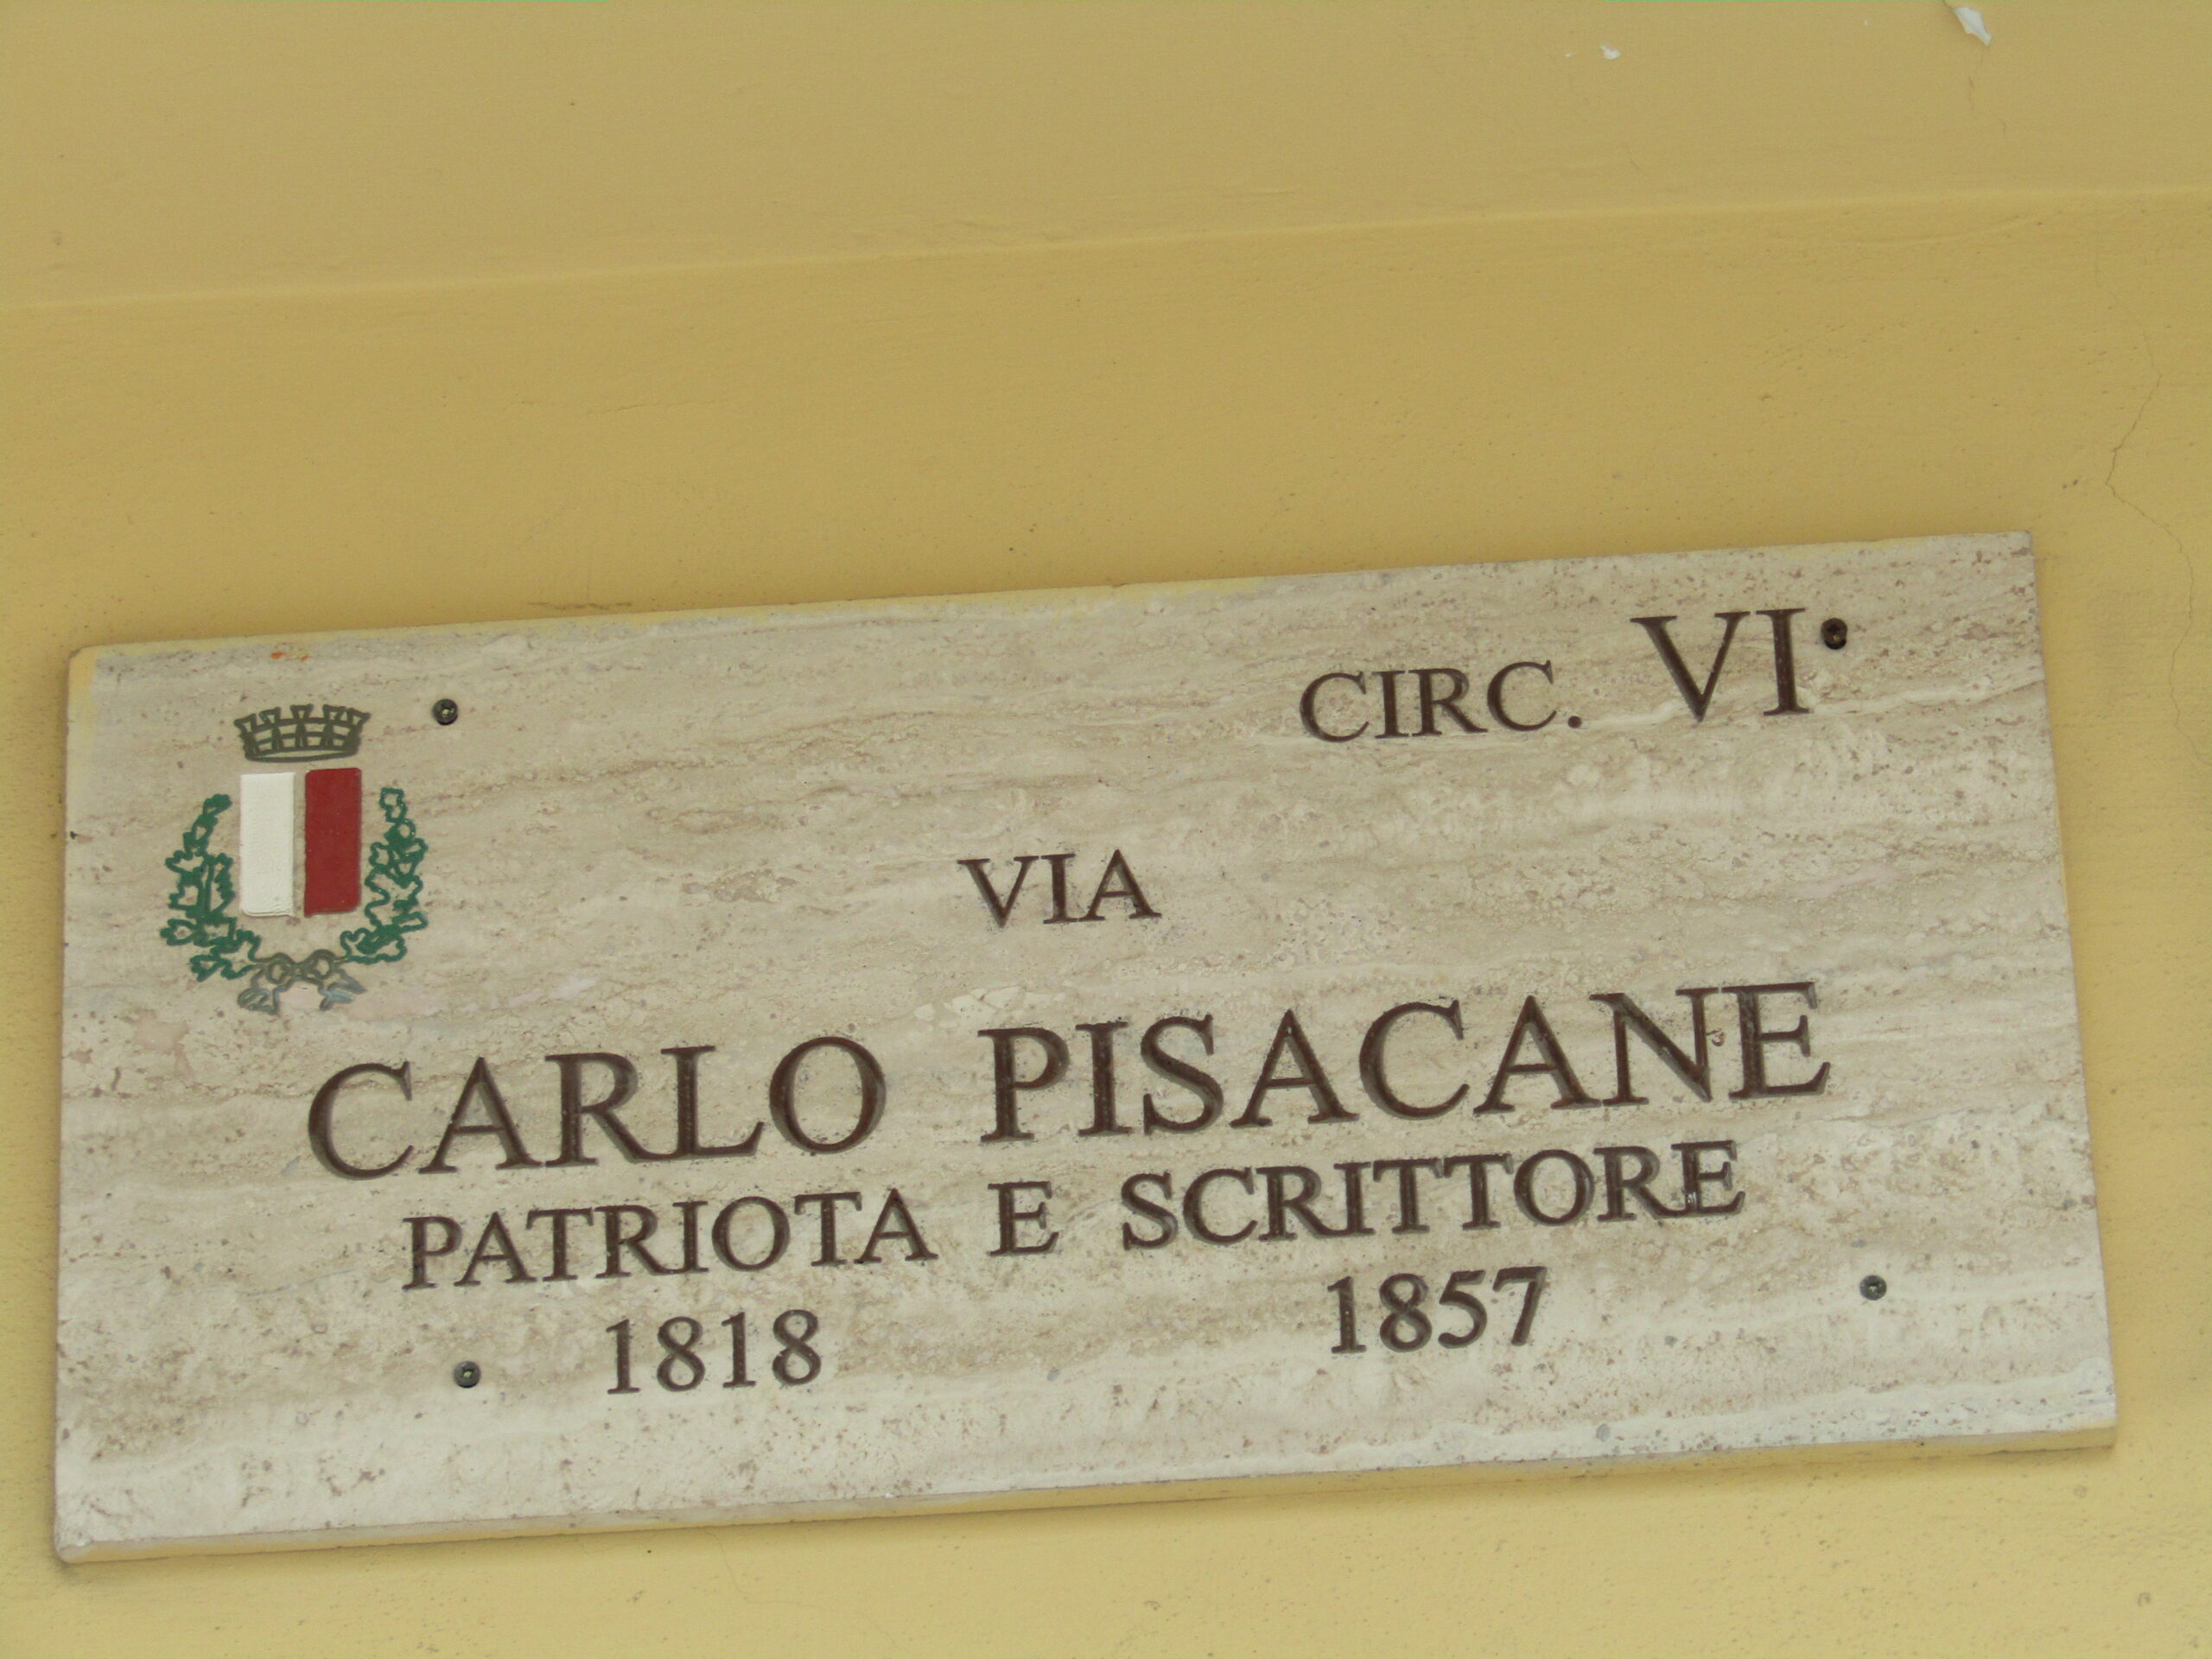 CIRC. VI
VIA
CARLO PISACANE
PATRIOTA E SCRITTORE
1818 1857